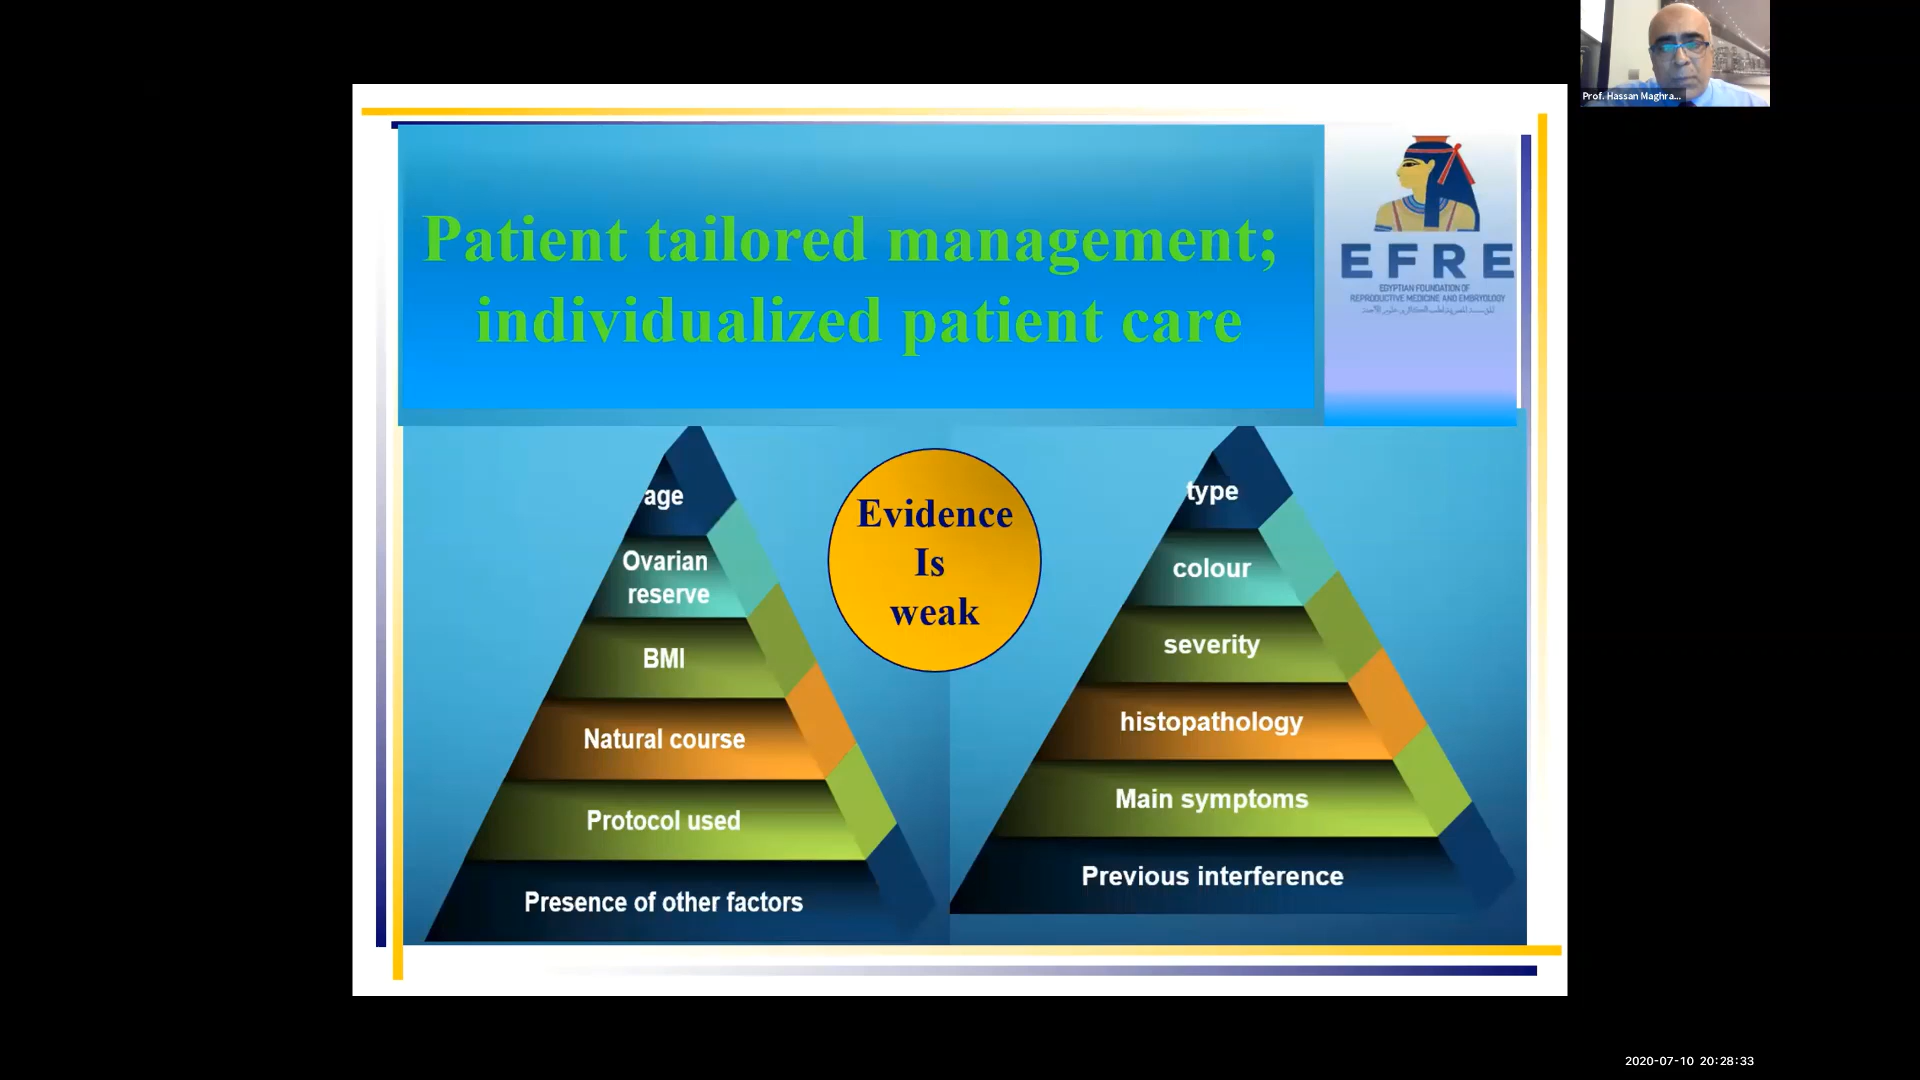 Prof. Hassan Maghra...
Patient tailored management;
individualized patient care
EFRE
EGYPTIAN FOUNDATION OF
REPRODUCTIVE MEDICINE AND EMBRYOLOGY
age
Ovarian
reserve
BMI
Natural course
Protocol used
Presence of other factors
Evidence
Is
weak
type
colour
severity
histopathology
Main symptoms
Previous interference
2020-07-10 20:28:33